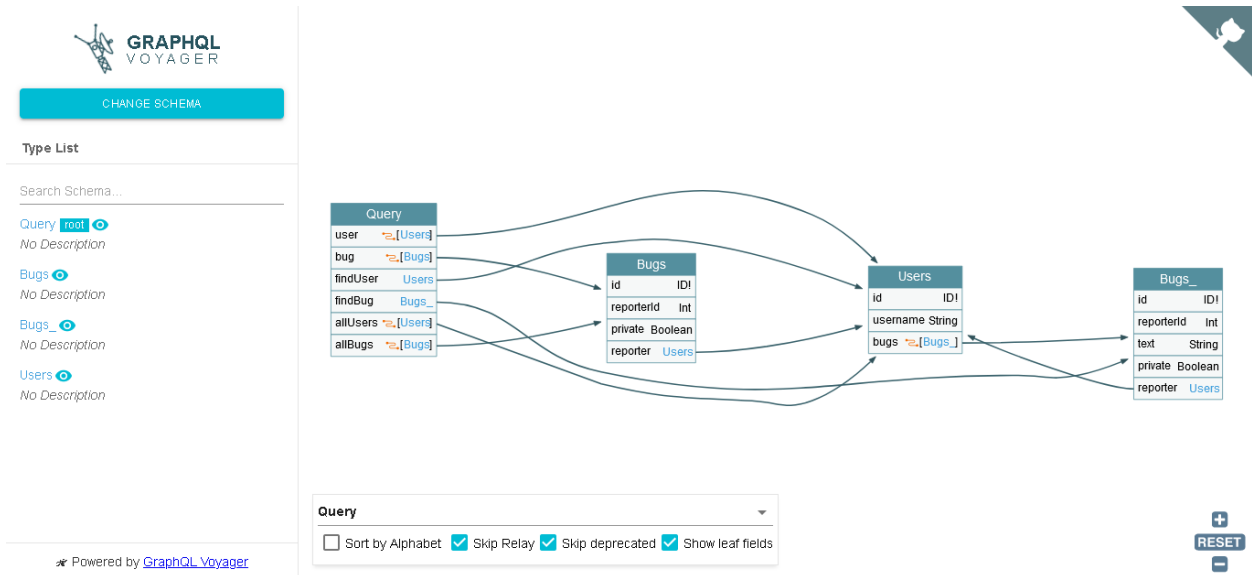 GRAPHQL
VOYAGER
CHANGE SCHEMA
Type List
Search Schema...
Query root
No Description
Bugs
No Description
Bugs_
No Description
Users
No Description
Powered by GraphQL Voyager
Query
user [Users]
bug [Bugs]
findUser Users
findBug Bugs_
allUsers [Users]
allBugs [Bugs]
Bugs
id ID!
reporterId Int
private Boolean
reporter Users
Users
id ID!
username String
bugs [Bugs_]
Bugs_
id ID!
reporterId Int
text String
private Boolean
reporter Users
Query
Sort by Alphabet Skip Relay Skip deprecated Show leaf fields
RESET